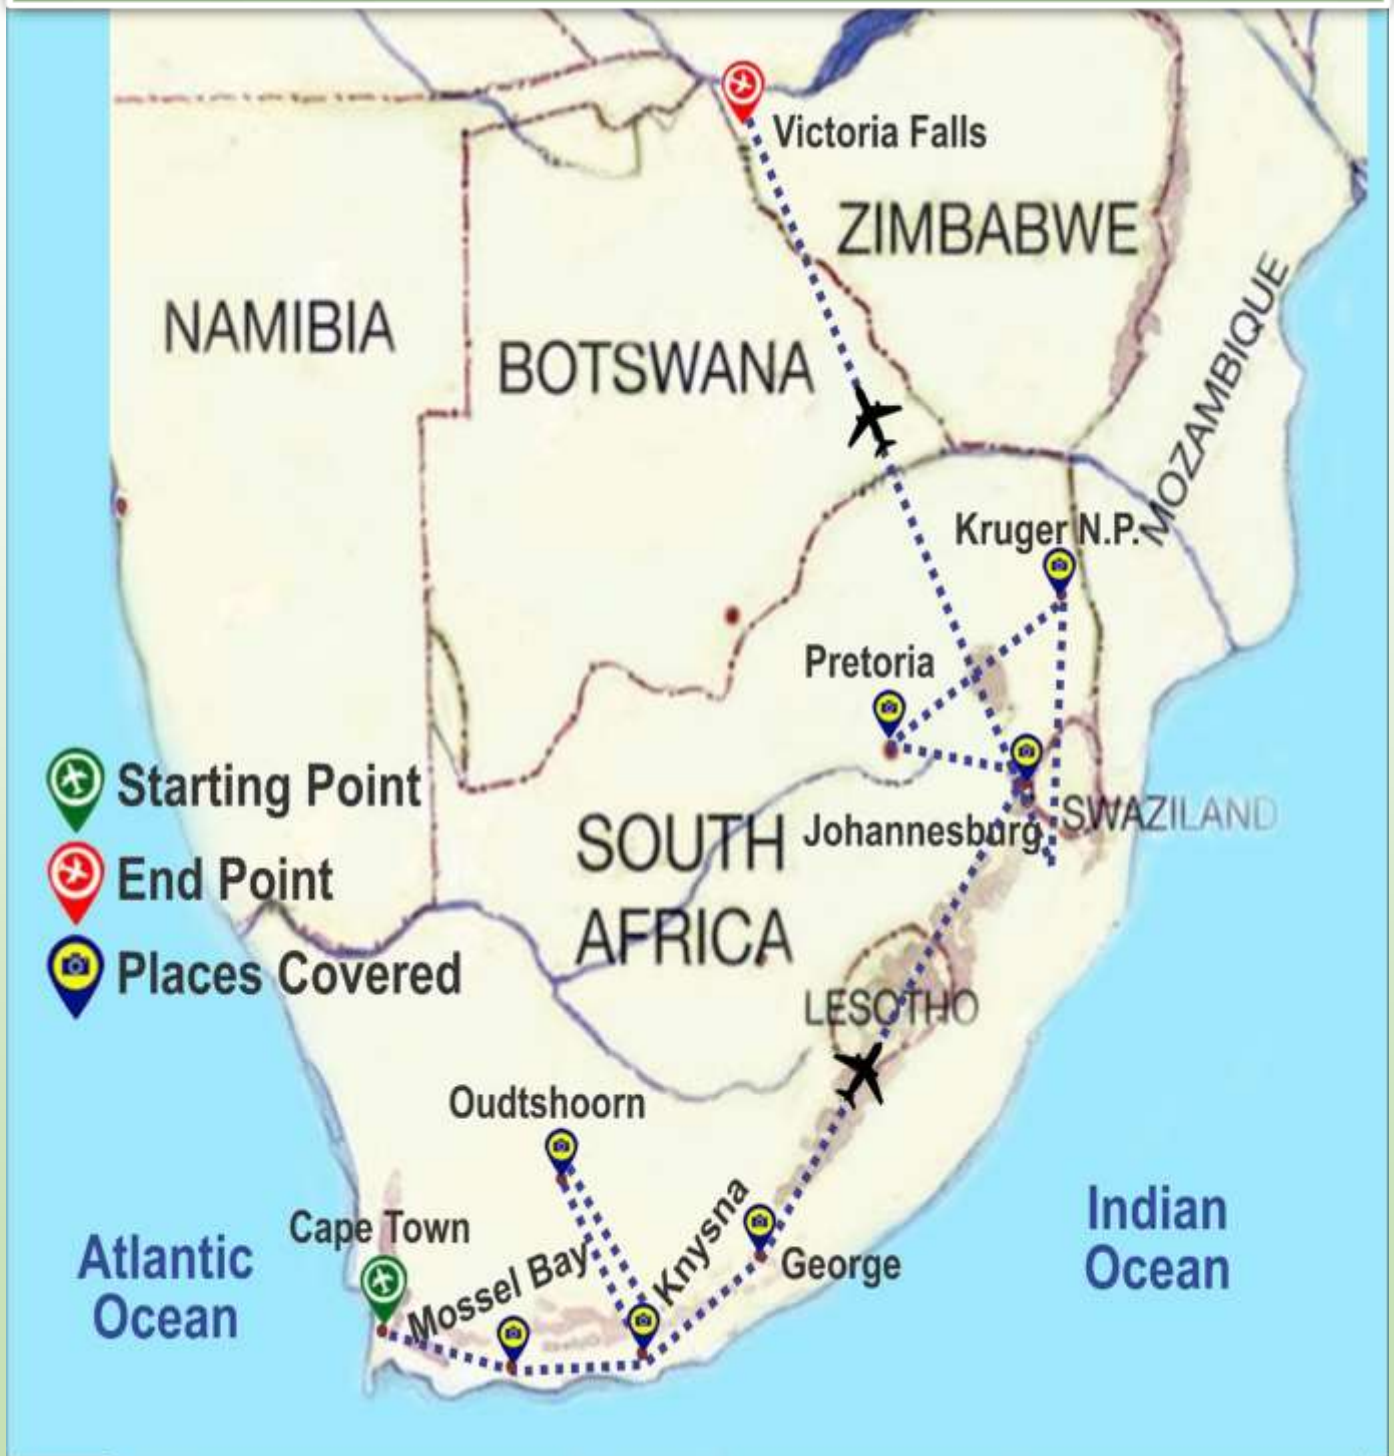 Victoria Falls
ZIMBABWE
NAMIBIA
BOTSWANA
MOZAMBIQUE
Kruger N.P.
Pretoria
Starting Point
End Point
Places Covered
SOUTH
AFRICA
Johannesburg
SWAZILAND
LESOTHO
Oudtshoorn
Cape Town
Mossel Bay
Knysna
George
Atlantic
Ocean
Indian
Ocean